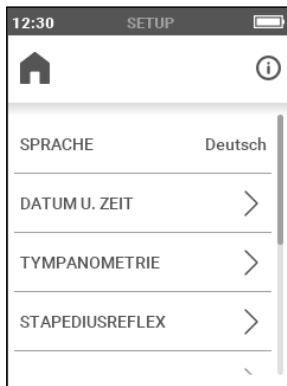 12:30 SETUP
SPRACHE Deutsch
DATUM U. ZEIT
TYMPANOMETRIE
STAPEDIUSREFLEX